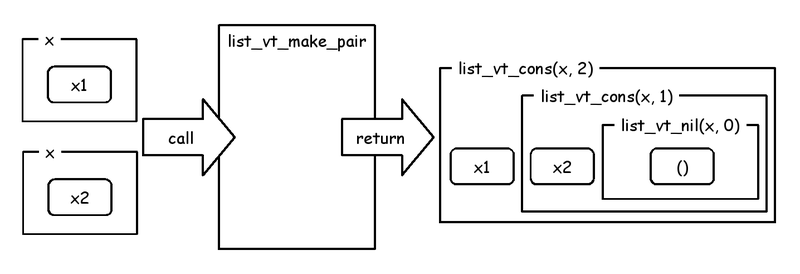 x
x1
x
x2
call
list_vt_make_pair
return
list_vt_cons(x, 2)
list_vt_cons(x, 1)
list_vt_nil(x, 0)
x1
x2
()